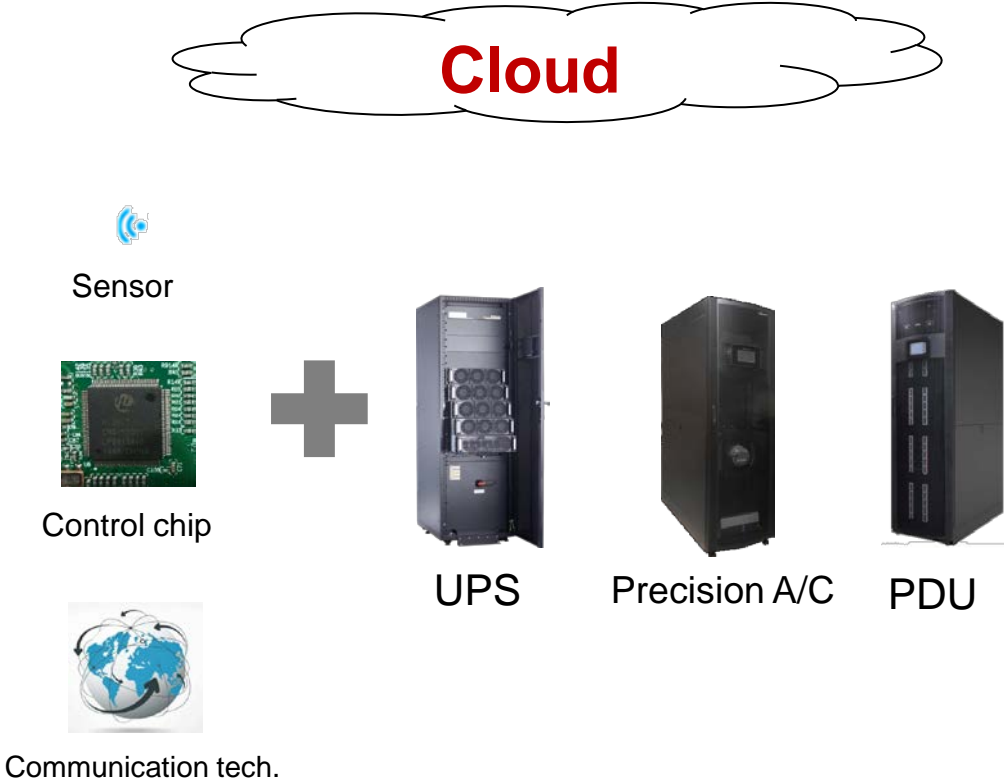 Cloud
Sensor
Control chip
Communication tech.
UPS
Precision A/C
PDU